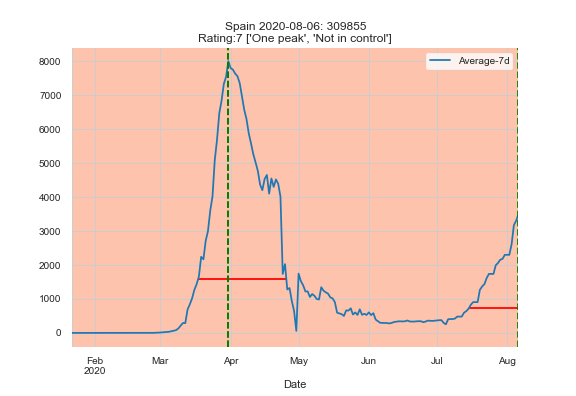 Spain 2020-08-06: 309855
Rating:7 ['One peak', 'Not in control']
Average-7d
8000
7000
6000
5000
4000
3000
2000
1000
0
Feb Mar Apr May Jun Jul Aug
2020
Date